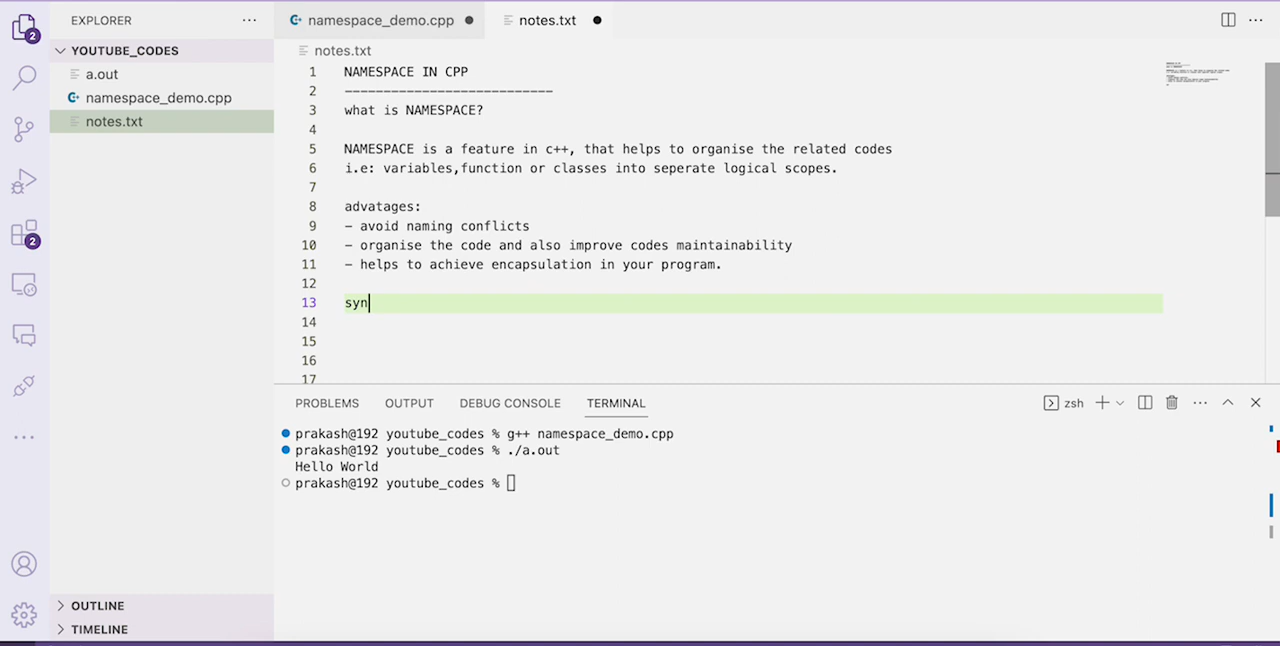 EXPLORER
YOUTUBE_CODES
a.out
namespace_demo.cpp
notes.txt
OUTLINE
TIMELINE
2
2
namespace_demo.cpp
notes.txt
notes.txt
1 NAMESPACE IN CPP
2 ---------------------------
3 what is NAMESPACE?
4
5 NAMESPACE is a feature in c++, that helps to organise the related codes
6 i.e: variables,function or classes into seperate logical scopes.
7
8 advatages:
9 - avoid naming conflicts
10 - organise the code and also improve codes maintainability
11 - helps to achieve encapsulation in your program.
12
13 syn
14
15
16
17
PROBLEMS OUTPUT DEBUG CONSOLE TERMINAL zsh
prakash@192 youtube_codes % g++ namespace_demo.cpp
prakash@192 youtube_codes % ./a.out
Hello World
prakash@192 youtube_codes %